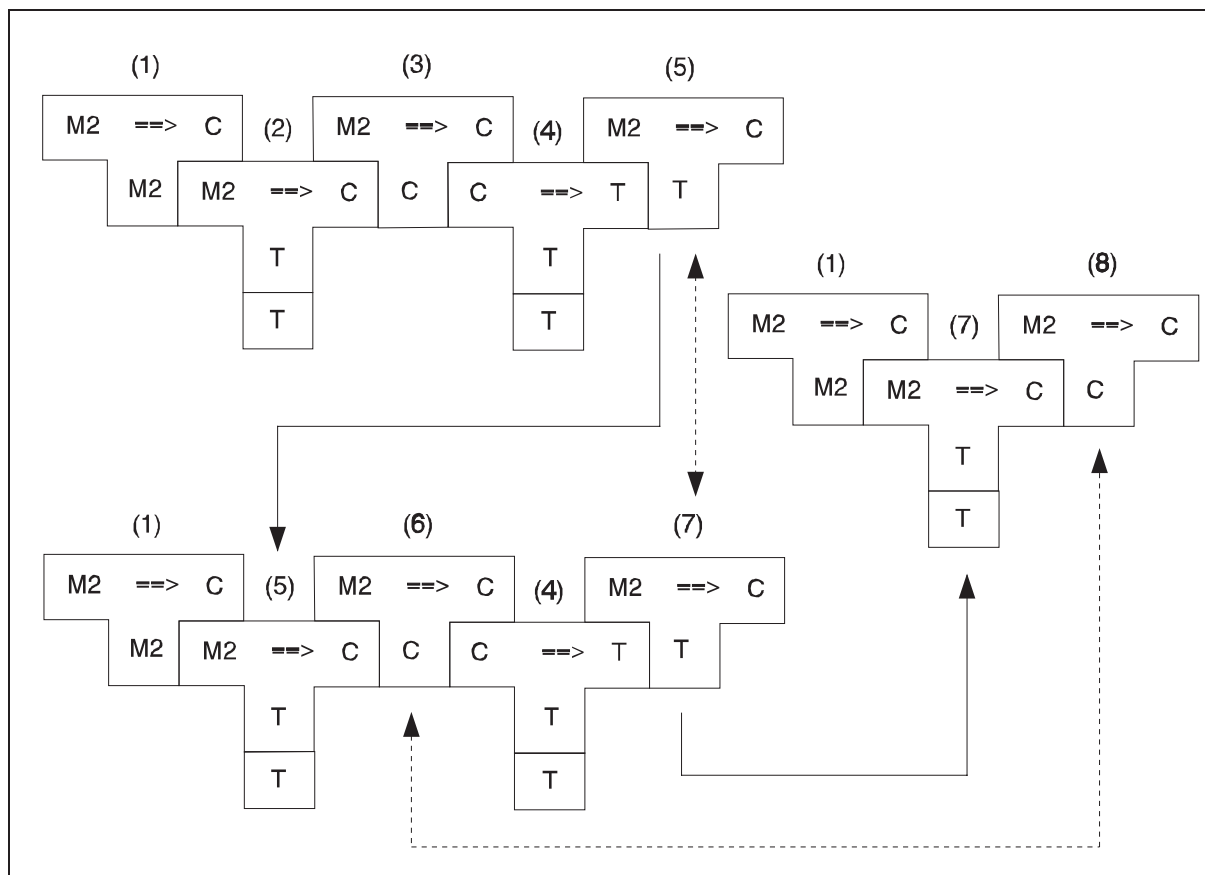 (1) (3) (5)
M2 ==> C (2) M2 ==> C (4) M2 ==> C
M2 M2 ==> C C C ==> T T
T T
T T
(1) (8)
M2 ==> C (7) M2 ==> C
M2 M2 ==> C C
T
T
(1) (6) (7)
M2 ==> C (5) M2 ==> C (4) M2 ==> C
M2 M2 ==> C C C ==> T T
T T
T T